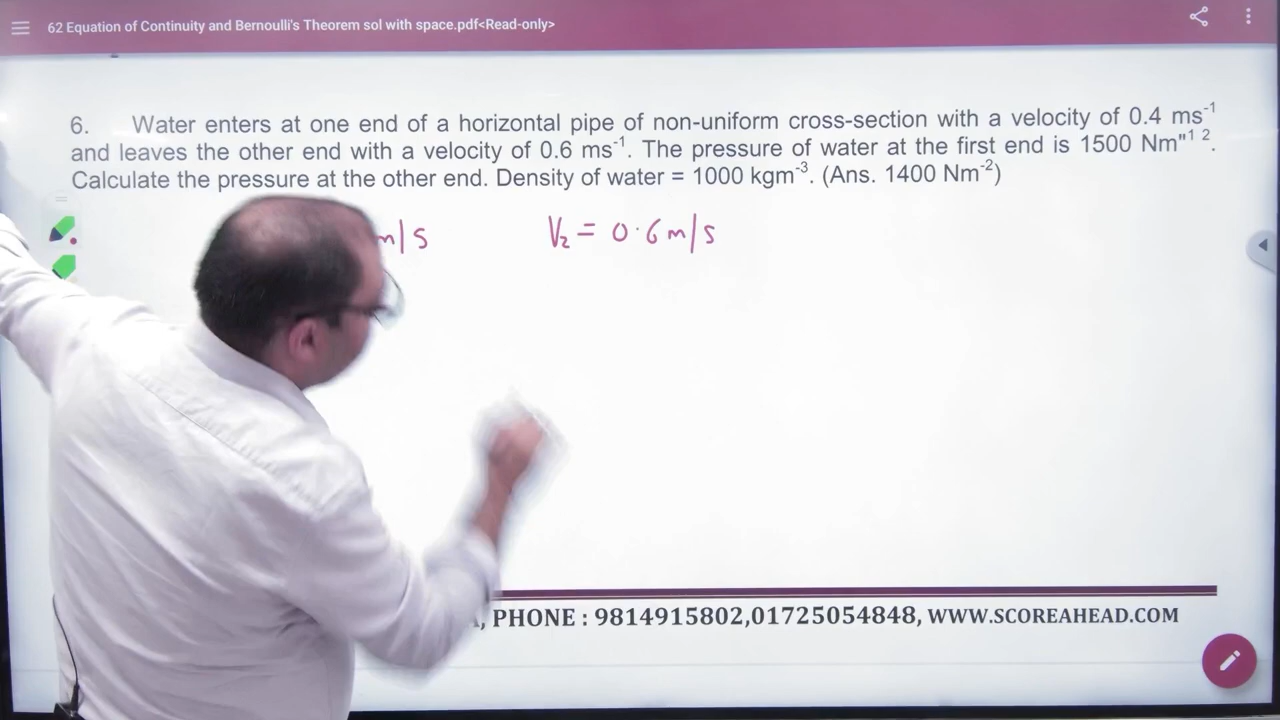 62 Equation of Continuity and Bernoulli's Theorem sol with space.pdf<Read-only>
6. Water enters at one end of a horizontal pipe of non-uniform cross-section with a velocity of 0.4 ms⁻¹
and leaves the other end with a velocity of 0.6 ms⁻¹. The pressure of water at the first end is 1500 Nm"¹ ².
Calculate the pressure at the other end. Density of water = 1000 kgm⁻³. (Ans. 1400 Nm⁻²)
m/s V₂ = 0.6 m/s
, PHONE : 9814915802,01725054848, WWW.SCOREAHEAD.COM